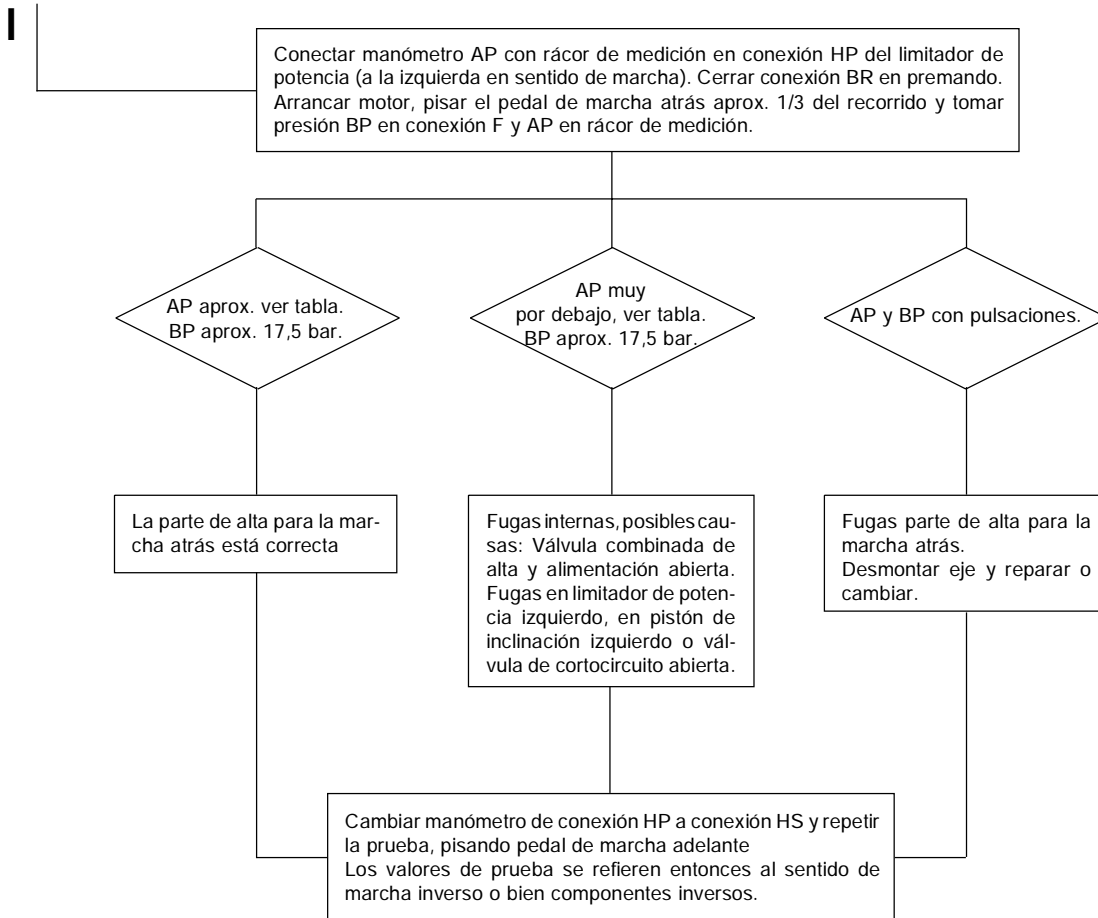 I
Conectar manómetro AP con rácor de medición en conexión HP del limitador de
potencia (a la izquierda en sentido de marcha). Cerrar conexión BR en premando.
Arrancar motor, pisar el pedal de marcha atrás aprox. 1/3 del recorrido y tomar
presión BP en conexión F y AP en rácor de medición.
AP aprox. ver tabla.
BP aprox. 17,5 bar.
AP muy
por debajo, ver tabla.
BP aprox. 17,5 bar.
AP y BP con pulsaciones.
La parte de alta para la mar-
cha atrás está correcta
Fugas internas, posibles cau-
sas: Válvula combinada de
alta y alimentación abierta.
Fugas en limitador de poten-
cia izquierdo, en pistón de
inclinación izquierdo o vál-
vula de cortocircuito abierta.
Fugas parte de alta para la
marcha atrás.
Desmontar eje y reparar o
cambiar.
Cambiar manómetro de conexión HP a conexión HS y repetir
la prueba, pisando pedal de marcha adelante
Los valores de prueba se refieren entonces al sentido de
marcha inverso o bien componentes inversos.